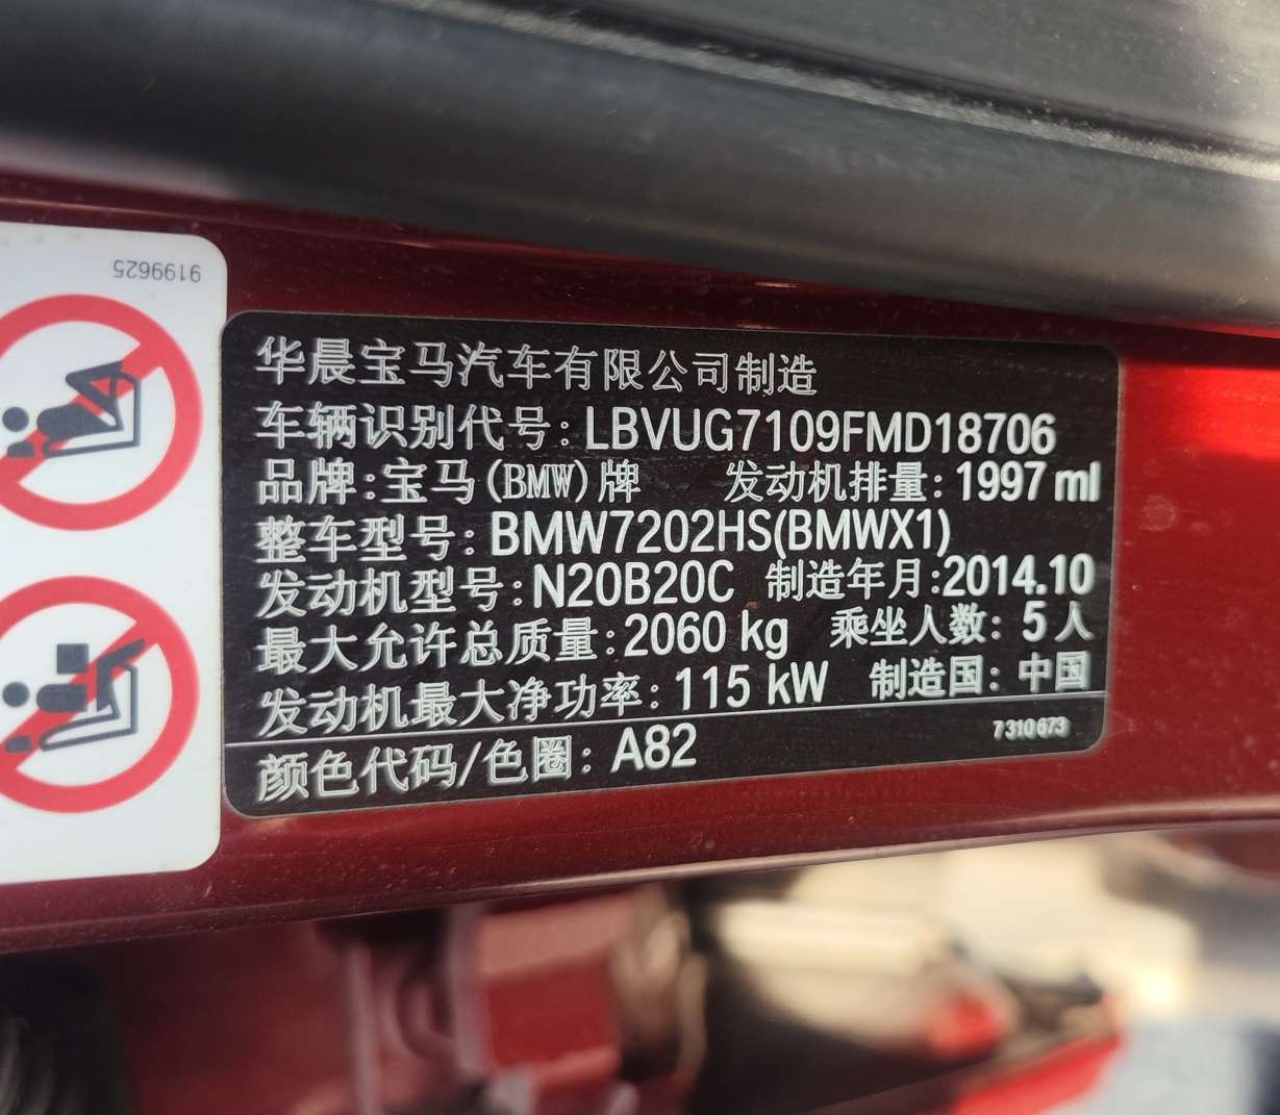 9199625
华晨宝马汽车有限公司制造
车辆识别代号:LBVUG7109FMD18706
品牌:宝马(BMW)牌 发动机排量:1997 ml
整车型号:BMW7202HS(BMWX1)
发动机型号:N20B20C 制造年月:2014.10
最大允许总质量:2060 kg 乘坐人数:5人
发动机最大净功率:115 kW 制造国:中国
7310673
颜色代码/色圈:A82